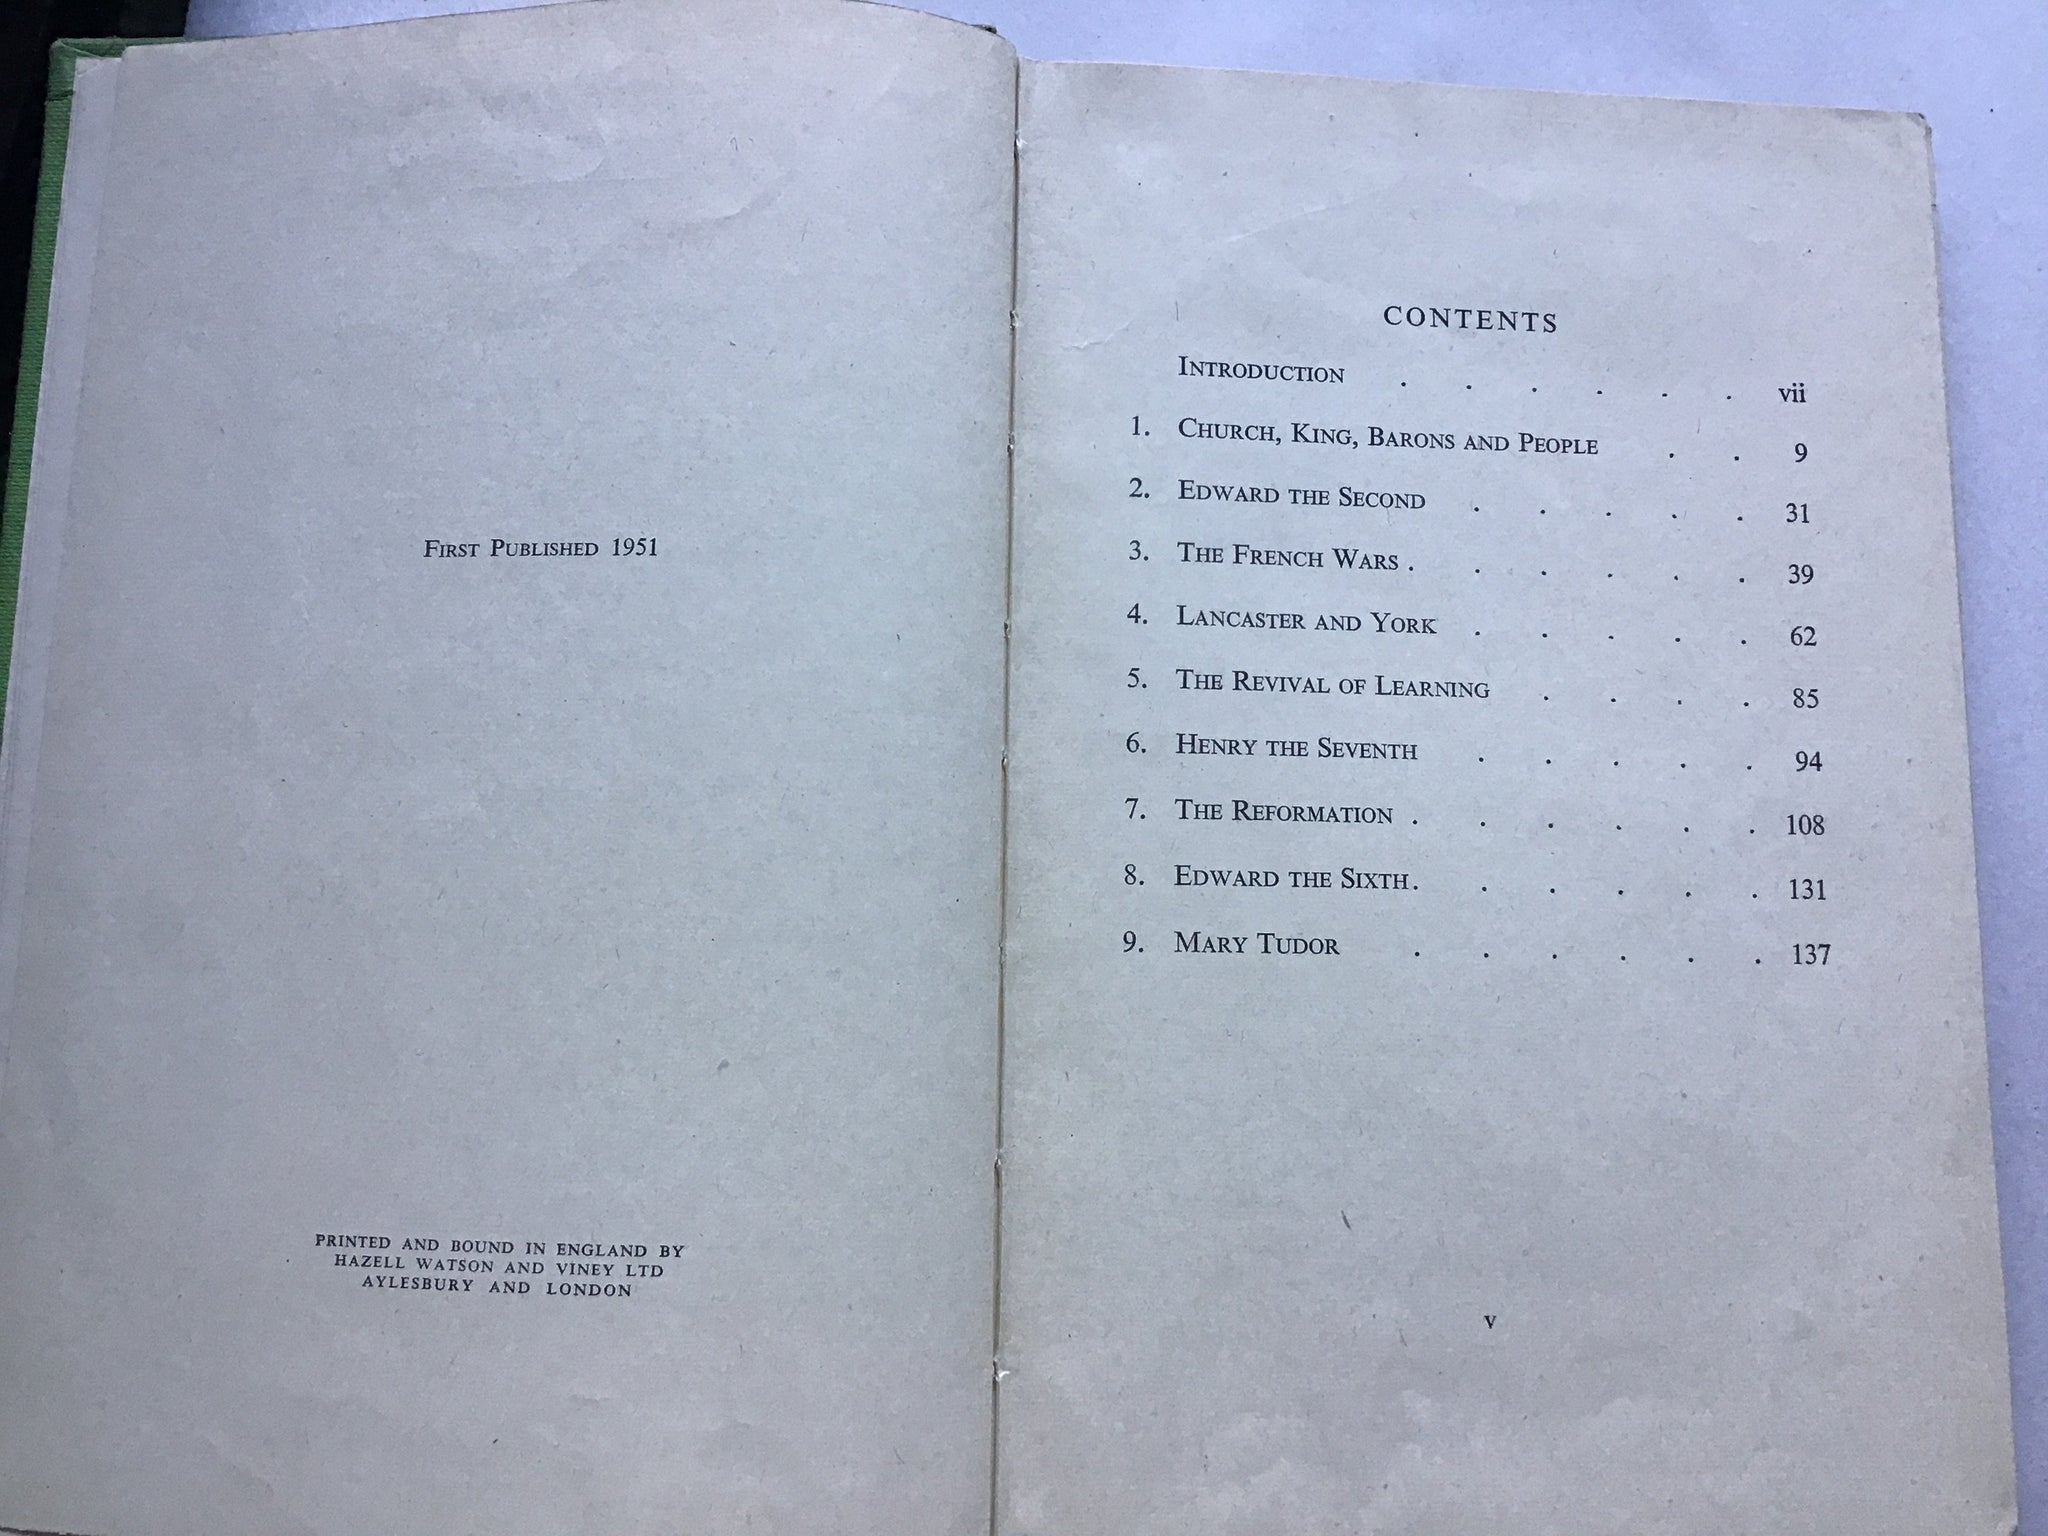 First Published 1951
PRINTED AND BOUND IN ENGLAND BY
HAZELL WATSON AND VINEY LTD
AYLESBURY AND LONDON
CONTENTS
Introduction . . . . . . vii
1. Church, King, Barons and People . . 9
2. Edward the Second . . . . . 31
3. The French Wars . . . . . . 39
4. Lancaster and York . . . . . 62
5. The Revival of Learning . . . . 85
6. Henry the Seventh . . . . . 94
7. The Reformation . . . . . . 108
8. Edward the Sixth . . . . . . 131
9. Mary Tudor . . . . . . 137
v